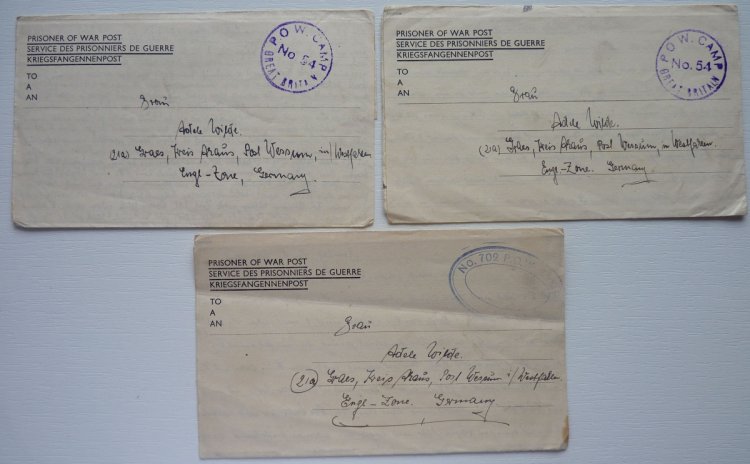 PRISONER OF WAR POST
SERVICE DES PRISONNIERS DE GUERRE
KRIEGSFANGENNENPOST
TO
A
AN
P.O.W. CAMP
No. 54
GREAT BRITAIN
Frau
Adele Wilde.
(21a) Graes, Kreis Ahaus, Post Wessum, in/Westfalen
Engl-Zone, Germany.
PRISONER OF WAR POST
SERVICE DES PRISONNIERS DE GUERRE
KRIEGSFANGENNENPOST
TO
A
AN
P.O.W. CAMP
No. 54
GREAT BRITAIN
Frau
Adele Wilde.
(21a) Graes, Kreis Ahaus, Post Wessum, in Westfalen.
Engl-Zone. Germany.
PRISONER OF WAR POST
SERVICE DES PRISONNIERS DE GUERRE
KRIEGSFANGENNENPOST
TO
A
AN
No. 702 P.O.W.
Frau
Adele Wilde.
(21a) Graes, Kreis Ahaus, Post Wessum i/Westfalen.
Engl-Zone. Germany